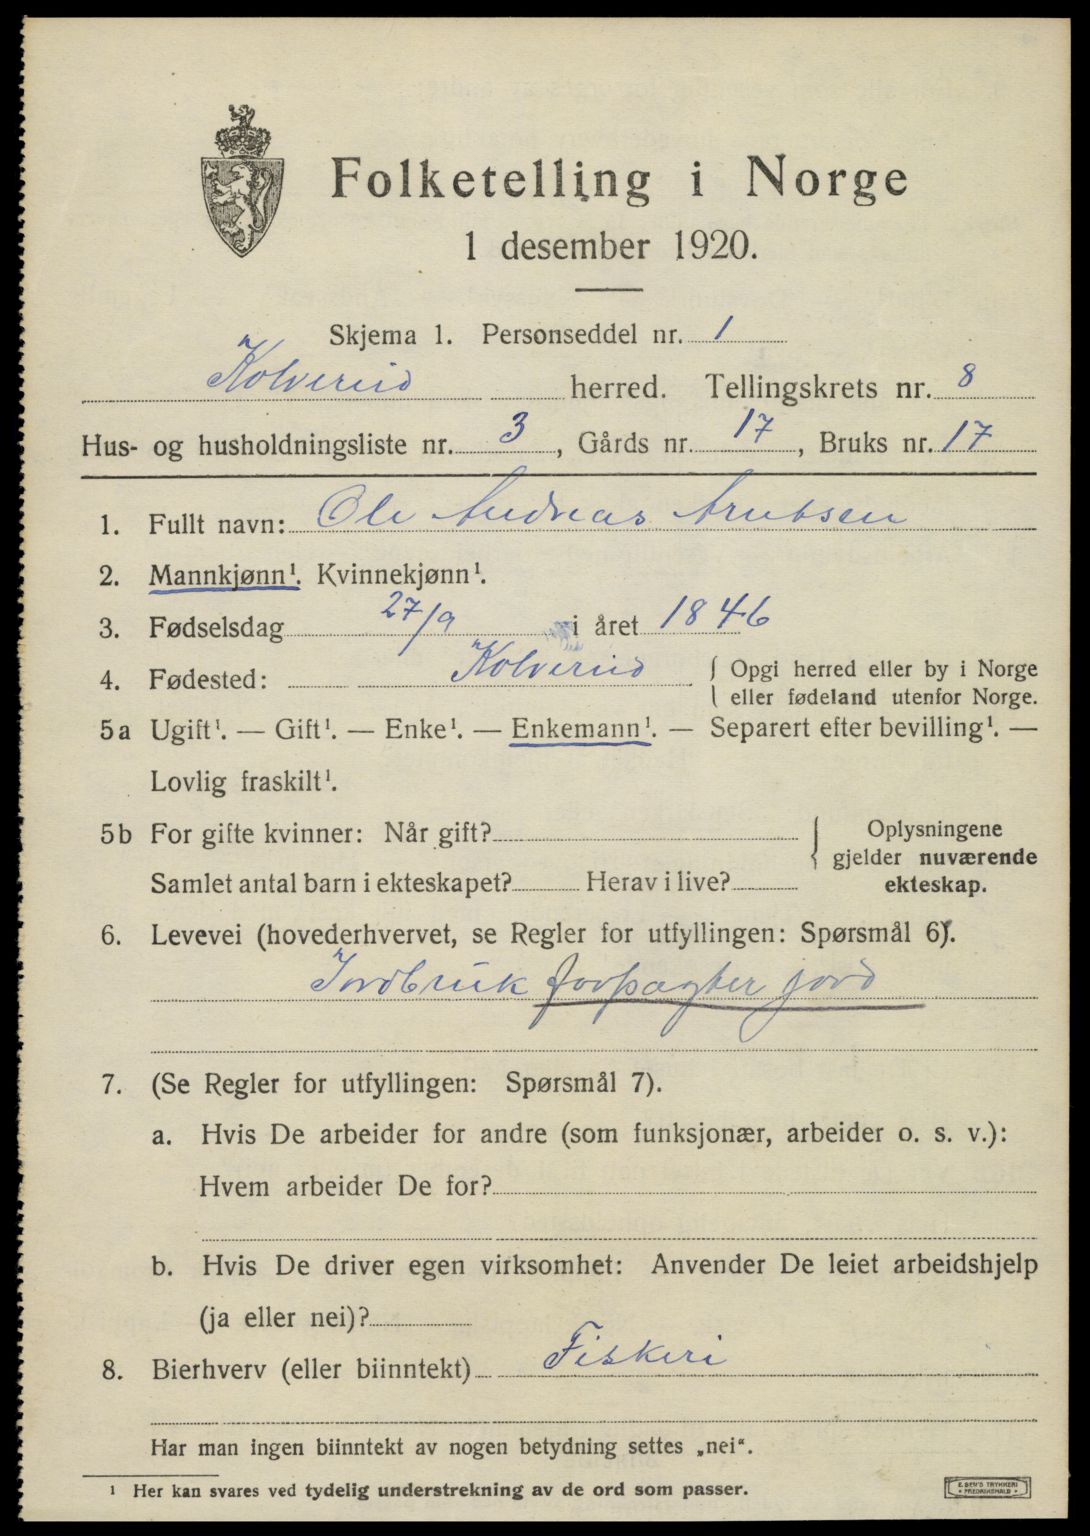 Folketelling i Norge
1 desember 1920.
Skjema 1. Personseddel nr. 1
Kolvereid herred. Tellingskrets nr. 8
Hus- og husholdningsliste nr. 3, Gårds nr. 17, Bruks nr. 17
1. Fullt navn: Ole Andreas Arntsen
2. Mannkjønn¹. Kvinnekjønn¹.
3. Fødselsdag 27/9 i året 1846
4. Fødested: Kolvereid { Opgi herred eller by i Norge
eller fødeland utenfor Norge.
5a Ugift¹. — Gift¹. — Enke¹. — Enkemann¹. — Separert efter bevilling¹. —
Lovlig fraskilt¹.
5b For gifte kvinner: Når gift? { Oplysningene
gjelder nuværende
Samlet antal barn i ekteskapet? Herav i live? ekteskap.
6. Levevei (hovederhvervet, se Regler for utfyllingen: Spørsmål 6).
Jordbruk forpagter jord
7. (Se Regler for utfyllingen: Spørsmål 7).
a. Hvis De arbeider for andre (som funksjonær, arbeider o. s. v.):
Hvem arbeider De for?
b. Hvis De driver egen virksomhet: Anvender De leiet arbeidshjelp
(ja eller nei)?
8. Bierhverv (eller biinntekt) Fiskeri
Har man ingen biinntekt av nogen betydning settes „nei“.
¹ Her kan svares ved tydelig understrekning av de ord som passer.
E. SEM'S TRYKKERI
FREDRIKSHALD